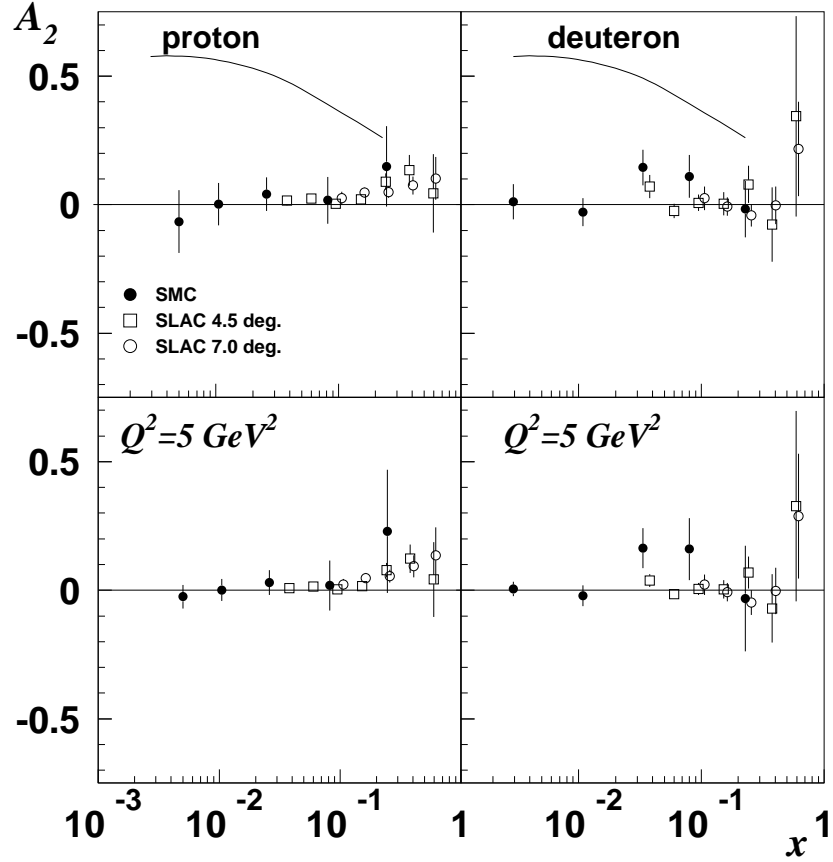 A₂
proton
deuteron
0.5
0
-0.5
SMC
SLAC 4.5 deg.
SLAC 7.0 deg.
Q²=5 GeV²
Q²=5 GeV²
0.5
0
-0.5
10⁻³ 10⁻² 10⁻¹ 1 10⁻² 10⁻¹ 1
x